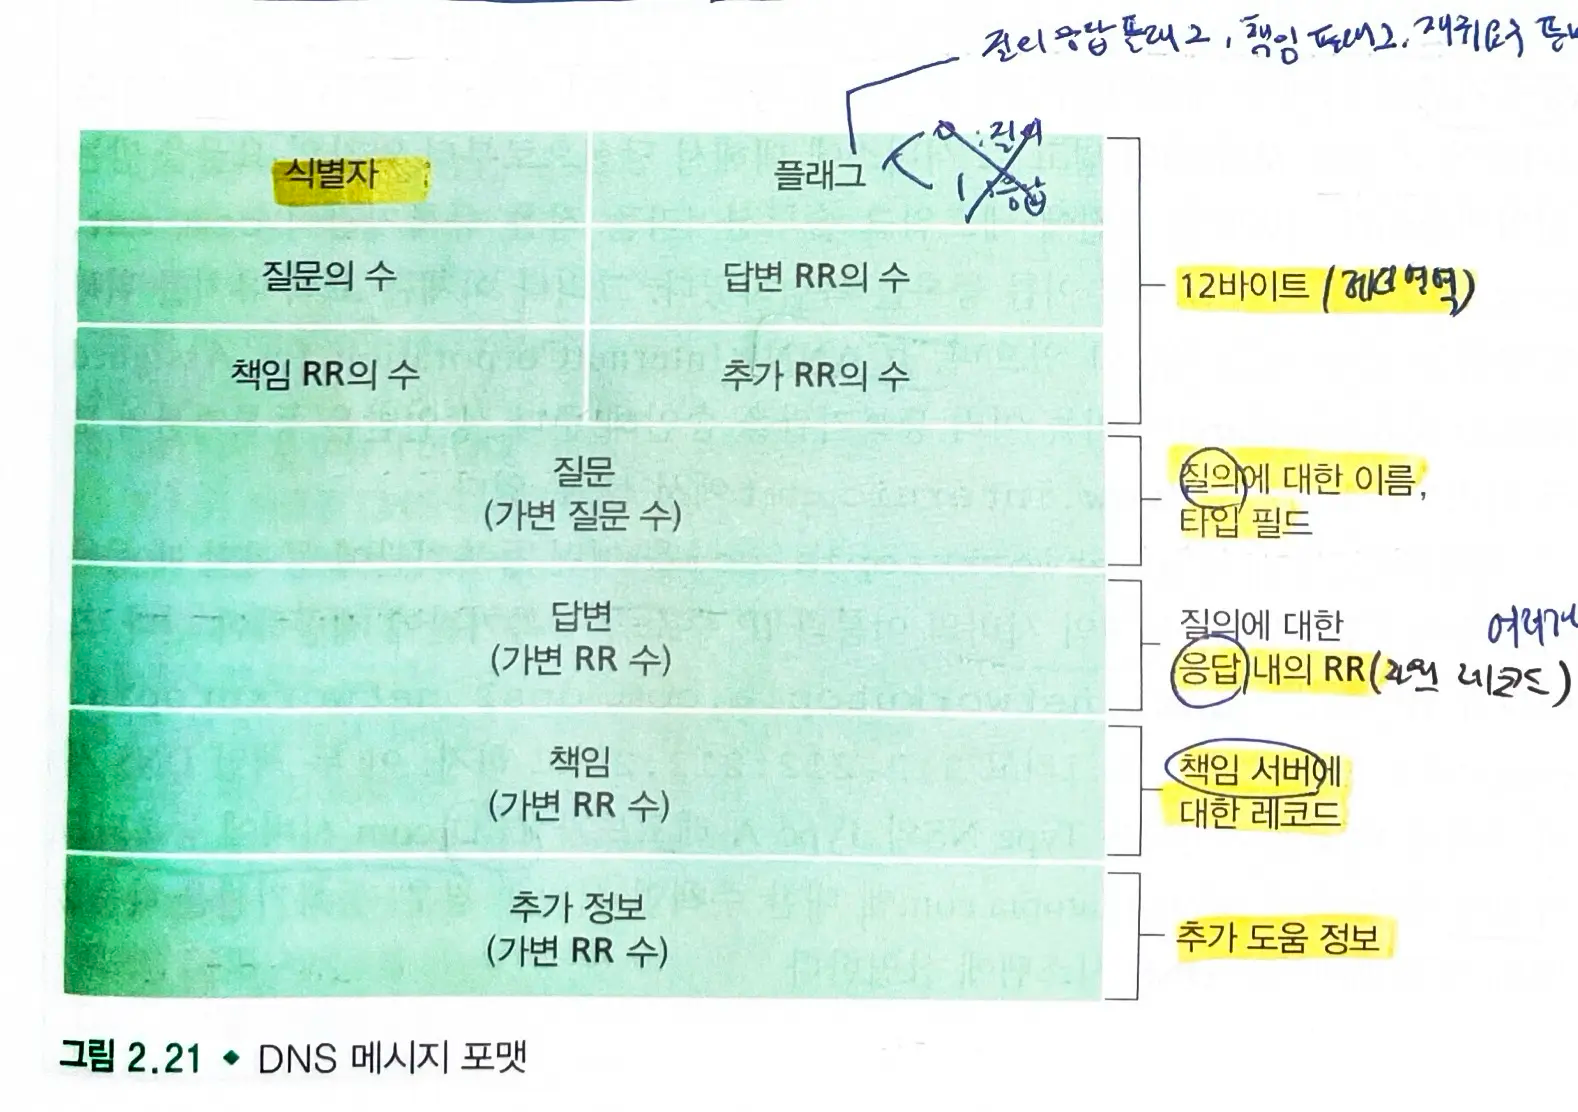 질의 응답 플래그, 책임 플래그, 재귀요구
식별자
플래그
0 : 질의
1 : 응답
질문의 수
답변 RR의 수
12바이트 (헤더영역)
책임 RR의 수
추가 RR의 수
질문
(가변 질문 수)
질의에 대한 이름,
타입 필드
답변
(가변 RR 수)
질의에 대한
여러개
응답 내의 RR (자원 레코드)
책임
(가변 RR 수)
책임 서버에
대한 레코드
추가 정보
(가변 RR 수)
추가 도움 정보
그림 2.21 ◆ DNS 메시지 포맷